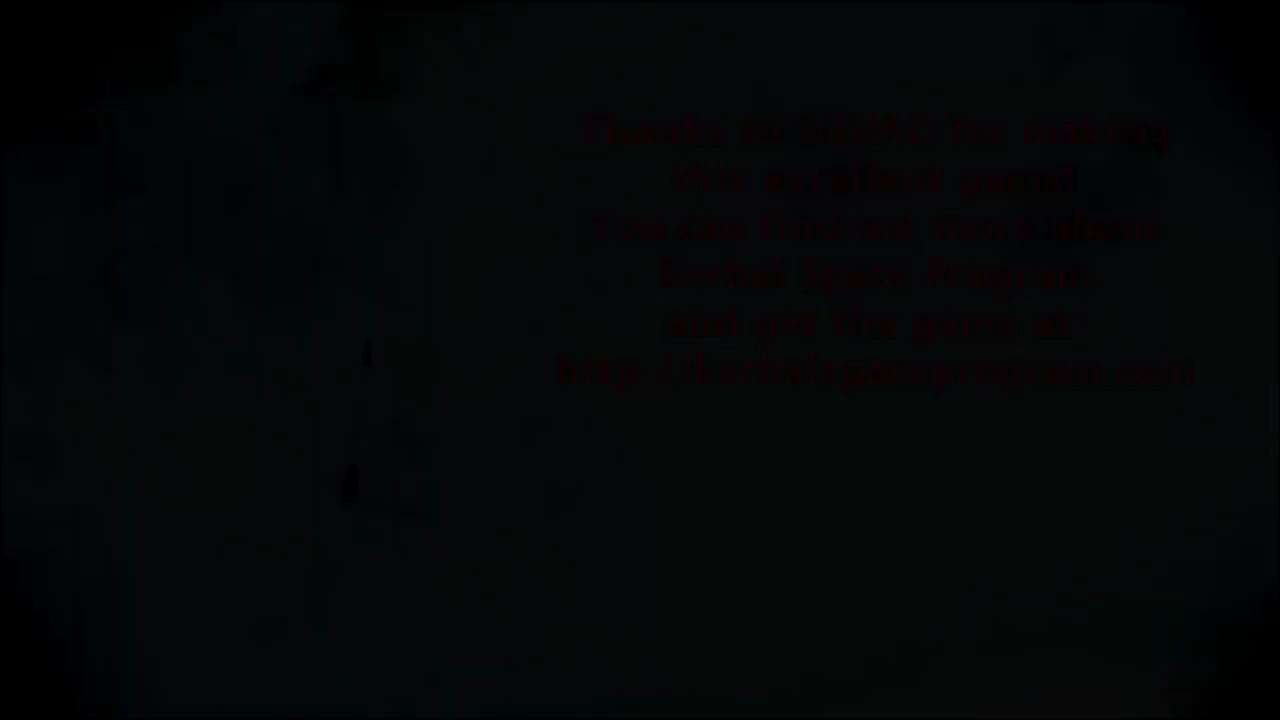 Thanks to SQUAD for making
an excellent game!
You can find out more about
Kerbal Space Program
and get the game at
http://kerbalspaceprogram.com